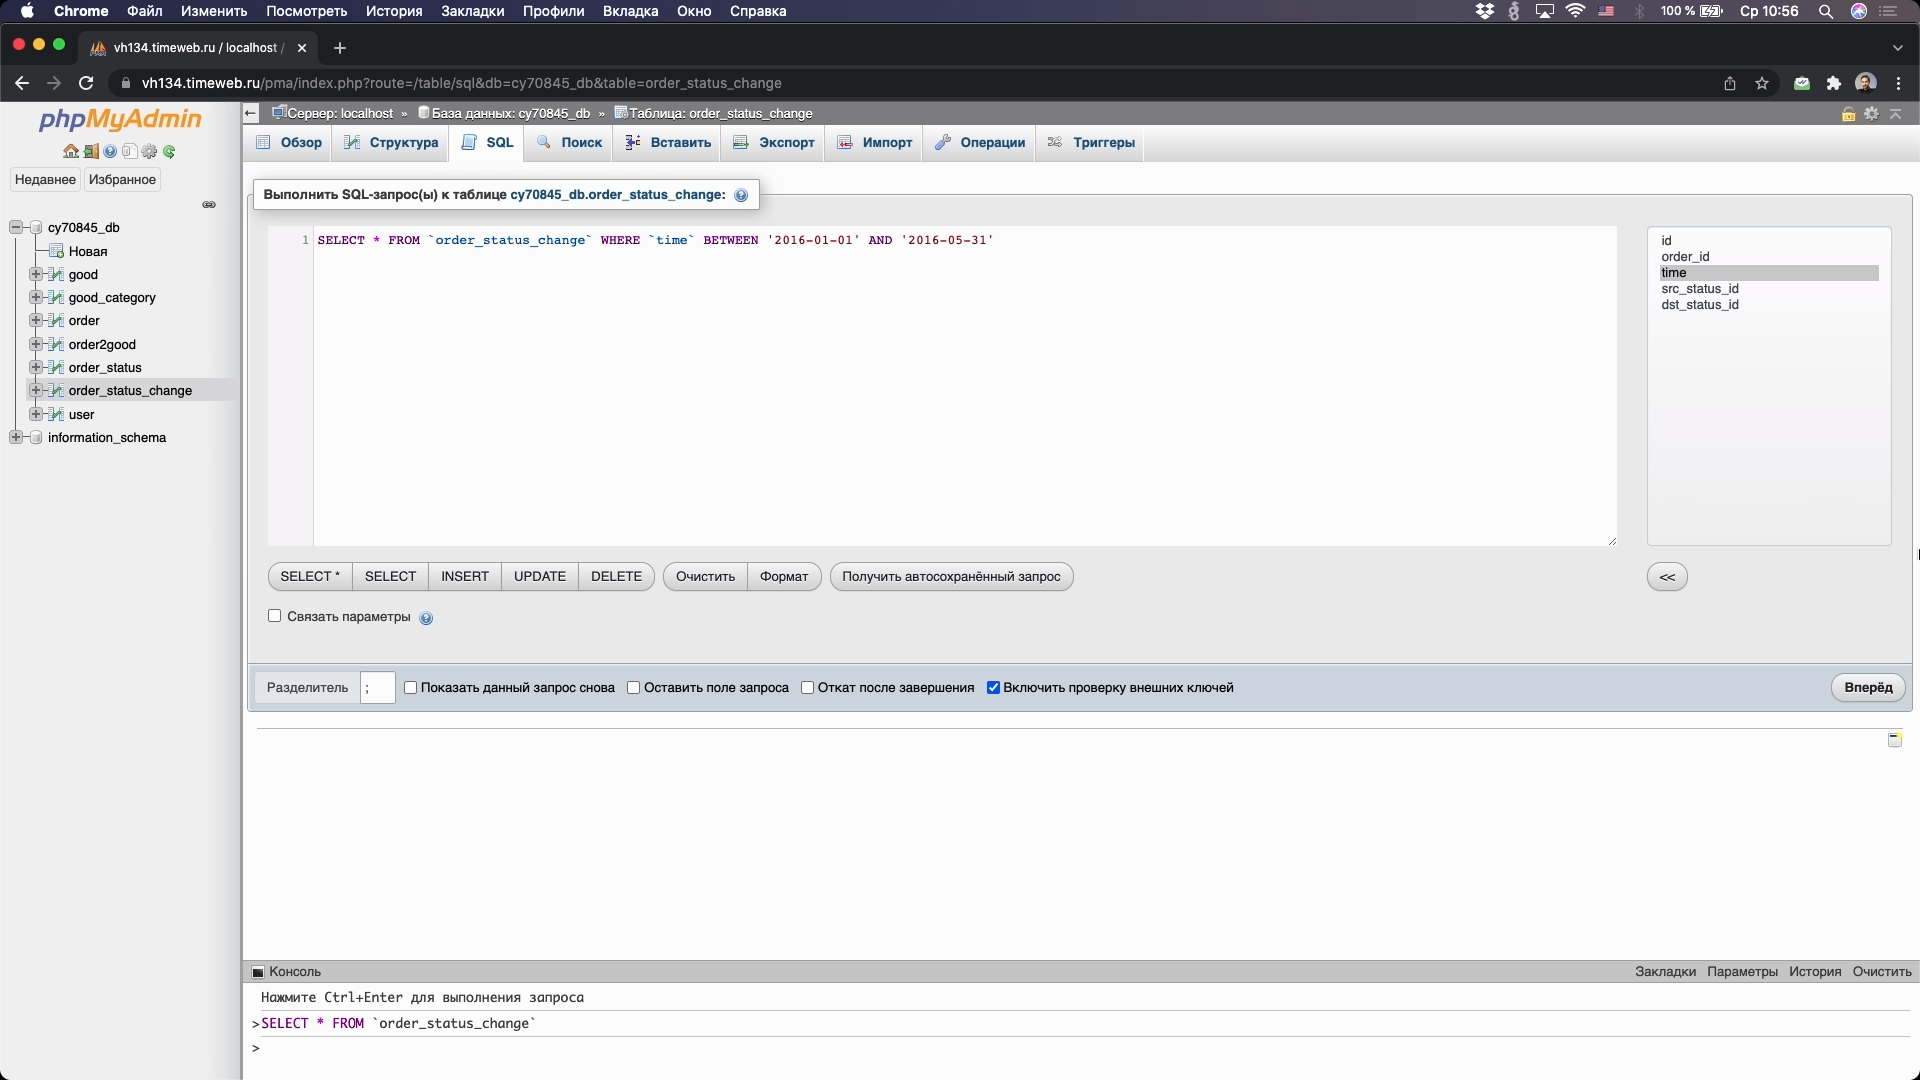 Chrome Файл Изменить Посмотреть История Закладки Профили Вкладка Окно Справка 100 % Ср 10:56
vh134.timeweb.ru / localhost /
vh134.timeweb.ru/pma/index.php?route=/table/sql&db=cy70845_db&table=order_status_change
phpMyAdmin
Недавнее Избранное
cy70845_db
Новая
good
good_category
order
order2good
order_status
order_status_change
user
information_schema
Сервер: localhost » База данных: cy70845_db » Таблица: order_status_change
Обзор Структура SQL Поиск Вставить Экспорт Импорт Операции Триггеры
Выполнить SQL-запрос(ы) к таблице cy70845_db.order_status_change:
1 SELECT * FROM `order_status_change` WHERE `time` BETWEEN '2016-01-01' AND '2016-05-31'
id
order_id
time
src_status_id
dst_status_id
SELECT * SELECT INSERT UPDATE DELETE Очистить Формат Получить автосохранённый запрос <<
Связать параметры
Разделитель ; Показать данный запрос снова Оставить поле запроса Откат после завершения Включить проверку внешних ключей Вперёд
Консоль Закладки Параметры История Очистить
Нажмите Ctrl+Enter для выполнения запроса
>SELECT * FROM `order_status_change`
>